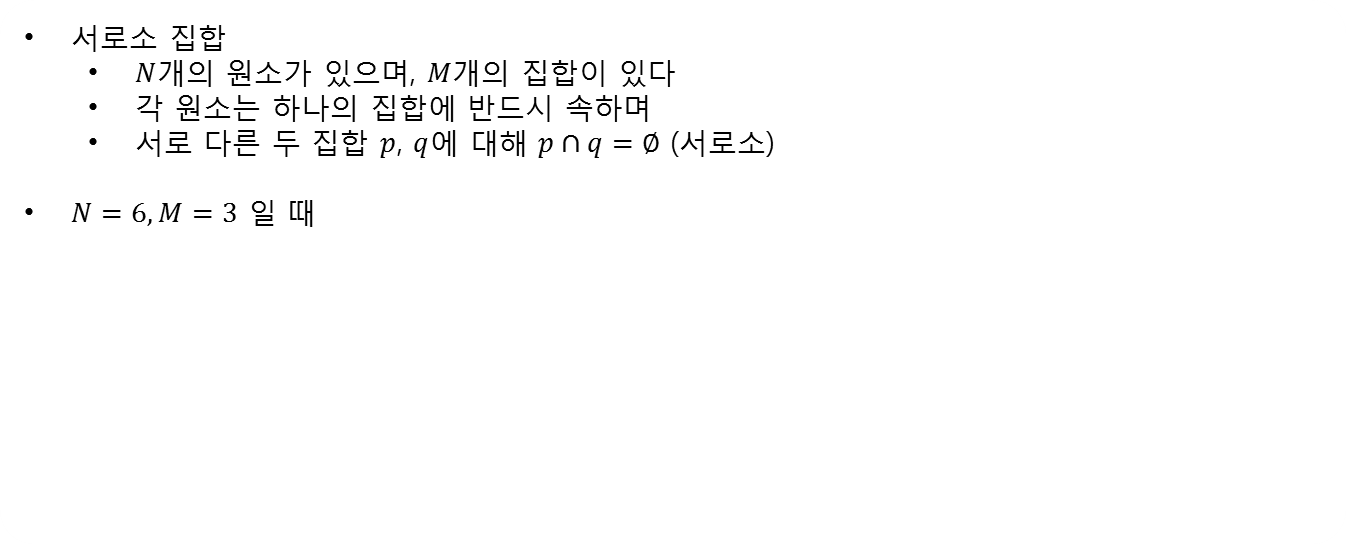 • 서로소 집합
• N개의 원소가 있으며, M개의 집합이 있다
• 각 원소는 하나의 집합에 반드시 속하며
• 서로 다른 두 집합 p, q에 대해 p ∩ q = ∅ (서로소)
• N = 6, M = 3 일 때